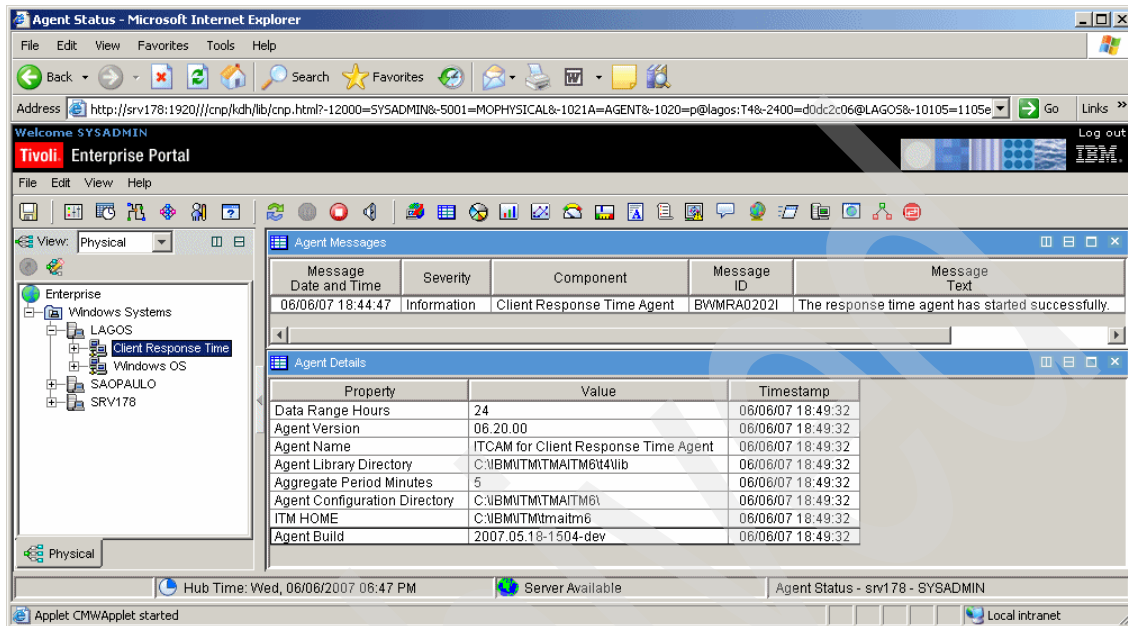 Agent Status - Microsoft Internet Explorer
File Edit View Favorites Tools Help
Back Search Favorites
Address http://srv178:1920///cnp/kdh/lib/cnp.html?-12000=SYSADMIN&-5001=MOPHYSICAL&-1021A=AGENT&-1020=p@lagos:T4&-2400=d0dc2c06@LAGOS&-10105=1105e Go Links »
Welcome SYSADMIN Log out
Tivoli. Enterprise Portal IBM.
File Edit View Help
View: Physical
Enterprise
Windows Systems
LAGOS
Client Response Time
Windows OS
SAOPAULO
SRV178
Physical
Agent Messages
Message Date and Time Severity Component Message ID Message Text
06/06/07 18:44:47 Information Client Response Time Agent BWMRA0202I The response time agent has started successfully.
Agent Details
Property Value Timestamp
Data Range Hours 24 06/06/07 18:49:32
Agent Version 06.20.00 06/06/07 18:49:32
Agent Name ITCAM for Client Response Time Agent 06/06/07 18:49:32
Agent Library Directory C:\IBM\ITM\TMAITM6\t4\lib 06/06/07 18:49:32
Aggregate Period Minutes 5 06/06/07 18:49:32
Agent Configuration Directory C:\IBM\ITM\TMAITM6\ 06/06/07 18:49:32
ITM HOME C:\IBM\ITM\tmaitm6 06/06/07 18:49:32
Agent Build 2007.05.18-1504-dev 06/06/07 18:49:32
Hub Time: Wed, 06/06/2007 06:47 PM Server Available Agent Status - srv178 - SYSADMIN
Applet CMWApplet started Local intranet